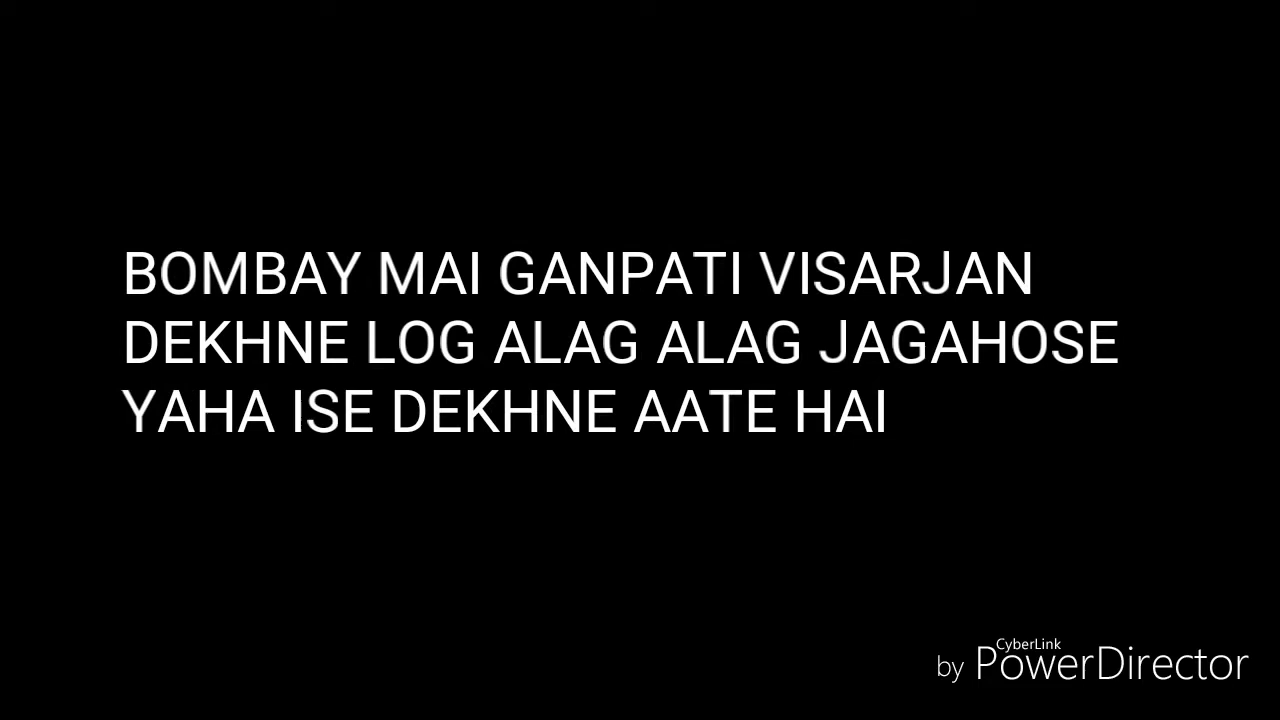 BOMBAY MAI GANPATI VISARJAN
DEKHNE LOG ALAG ALAG JAGAHOSE
YAHA ISE DEKHNE AATE HAI
CyberLink
by PowerDirector